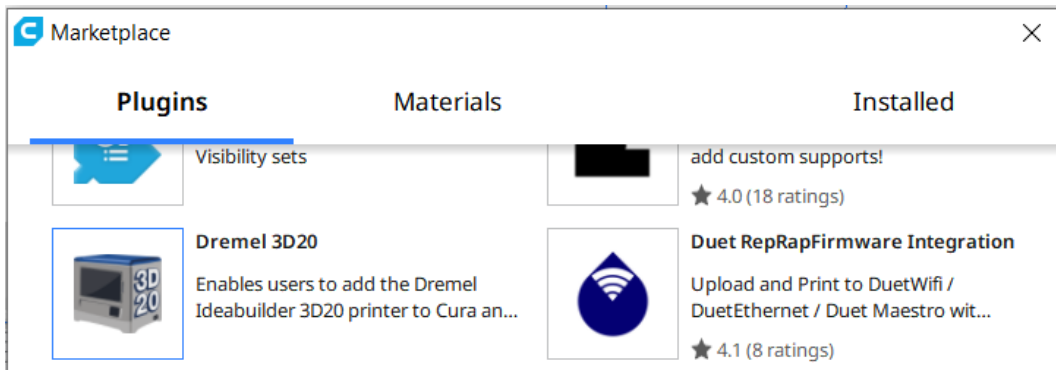 Marketplace
Plugins
Materials
Installed
Visibility sets
add custom supports!
4.0 (18 ratings)
Dremel 3D20
Enables users to add the Dremel
Ideabuilder 3D20 printer to Cura an...
3D
20
Duet RepRapFirmware Integration
Upload and Print to DuetWifi /
DuetEthernet / Duet Maestro wit...
4.1 (8 ratings)